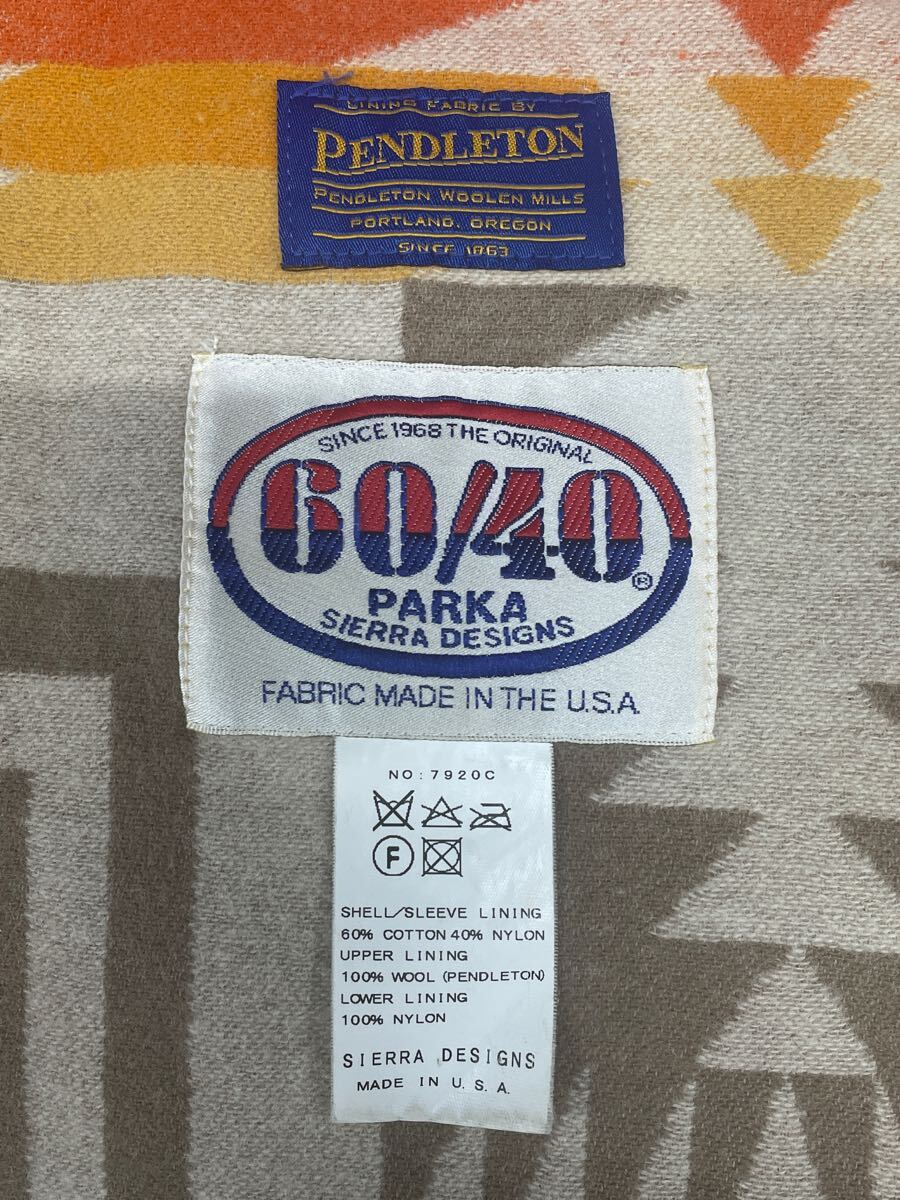 LINING FABRIC BY
PENDLETON
PENDLETON WOOLEN MILLS
PORTLAND, OREGON
SINCE 1863
SINCE 1968 THE ORIGINAL
60/40®
PARKA
SIERRA DESIGNS
FABRIC MADE IN THE U.S.A.
NO: 7920C
F
SHELL/SLEEVE LINING
60% COTTON 40% NYLON
UPPER LINING
100% WOOL (PENDLETON)
LOWER LINING
100% NYLON
SIERRA DESIGNS
MADE IN U. S. A.